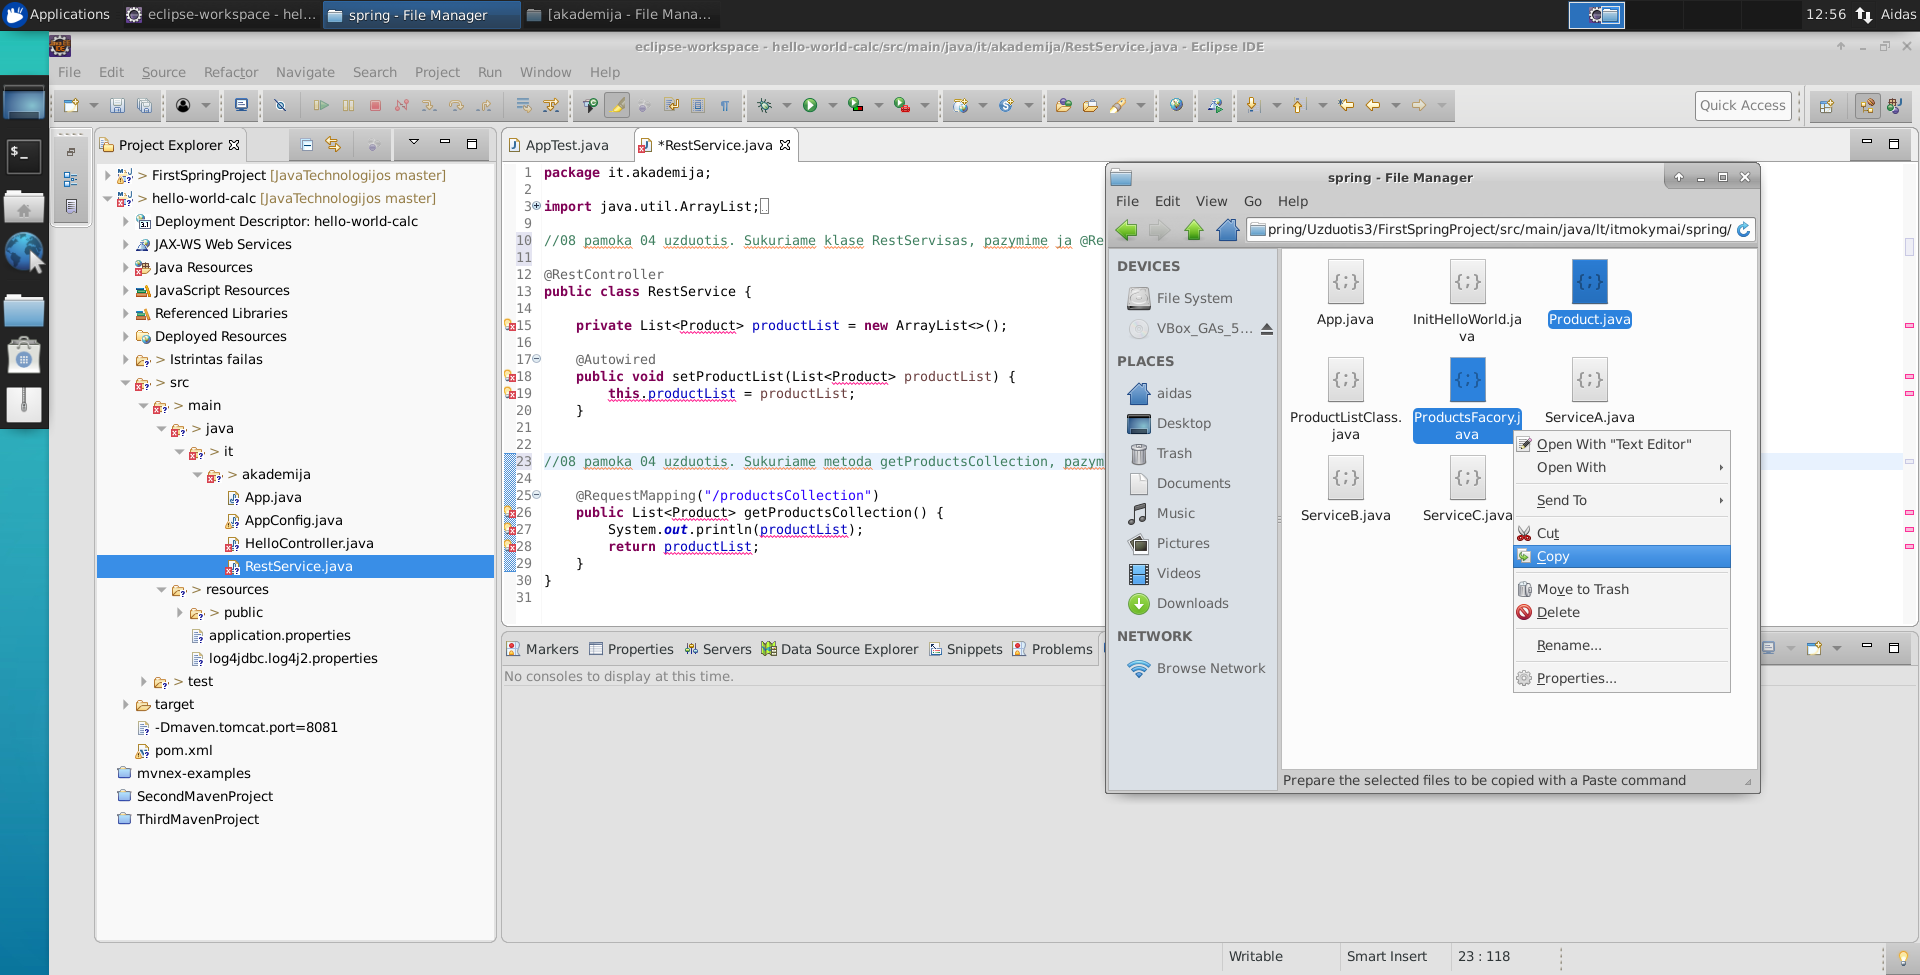 Applications
eclipse-workspace - hel...
spring - File Manager
[akademija - File Mana...
12:56
Aidas
eclipse-workspace - hello-world-calc/src/main/java/it/akademija/RestService.java - Eclipse IDE
File Edit Source Refactor Navigate Search Project Run Window Help
Quick Access
Project Explorer
> FirstSpringProject [JavaTechnologijos master]
> hello-world-calc [JavaTechnologijos master]
Deployment Descriptor: hello-world-calc
JAX-WS Web Services
Java Resources
JavaScript Resources
Referenced Libraries
Deployed Resources
> Istrintas failas
> src
> main
> java
> it
> akademija
App.java
AppConfig.java
HelloController.java
RestService.java
> resources
> public
application.properties
log4jdbc.log4j2.properties
> test
target
-Dmaven.tomcat.port=8081
pom.xml
mvnex-examples
SecondMavenProject
ThirdMavenProject
AppTest.java
*RestService.java
1 package it.akademija;
2
3 import java.util.ArrayList;
9
10 //08 pamoka 04 uzduotis. Sukuriame klase RestServisas, pazymime ja @Re
11
12 @RestController
13 public class RestService {
14
15 private List<Product> productList = new ArrayList<>();
16
17 @Autowired
18 public void setProductList(List<Product> productList) {
19 this.productList = productList;
20 }
21
22
23 //08 pamoka 04 uzduotis. Sukuriame metoda getProductsCollection, pazym
24
25 @RequestMapping("/productsCollection")
26 public List<Product> getProductsCollection() {
27 System.out.println(productList);
28 return productList;
29 }
30 }
31
Markers Properties Servers Data Source Explorer Snippets Problems
No consoles to display at this time.
Writable
Smart Insert
23 : 118
spring - File Manager
File Edit View Go Help
pring/Uzduotis3/FirstSpringProject/src/main/java/lt/itmokymai/spring/
DEVICES
File System
VBox_GAs_5...
PLACES
aidas
Desktop
Trash
Documents
Music
Pictures
Videos
Downloads
NETWORK
Browse Network
App.java
InitHelloWorld.ja
va
Product.java
ProductListClass.
java
ProductsFacory.j
ava
ServiceA.java
ServiceB.java
ServiceC.java
Open With "Text Editor"
Open With
Send To
Cut
Copy
Move to Trash
Delete
Rename...
Properties...
Prepare the selected files to be copied with a Paste command